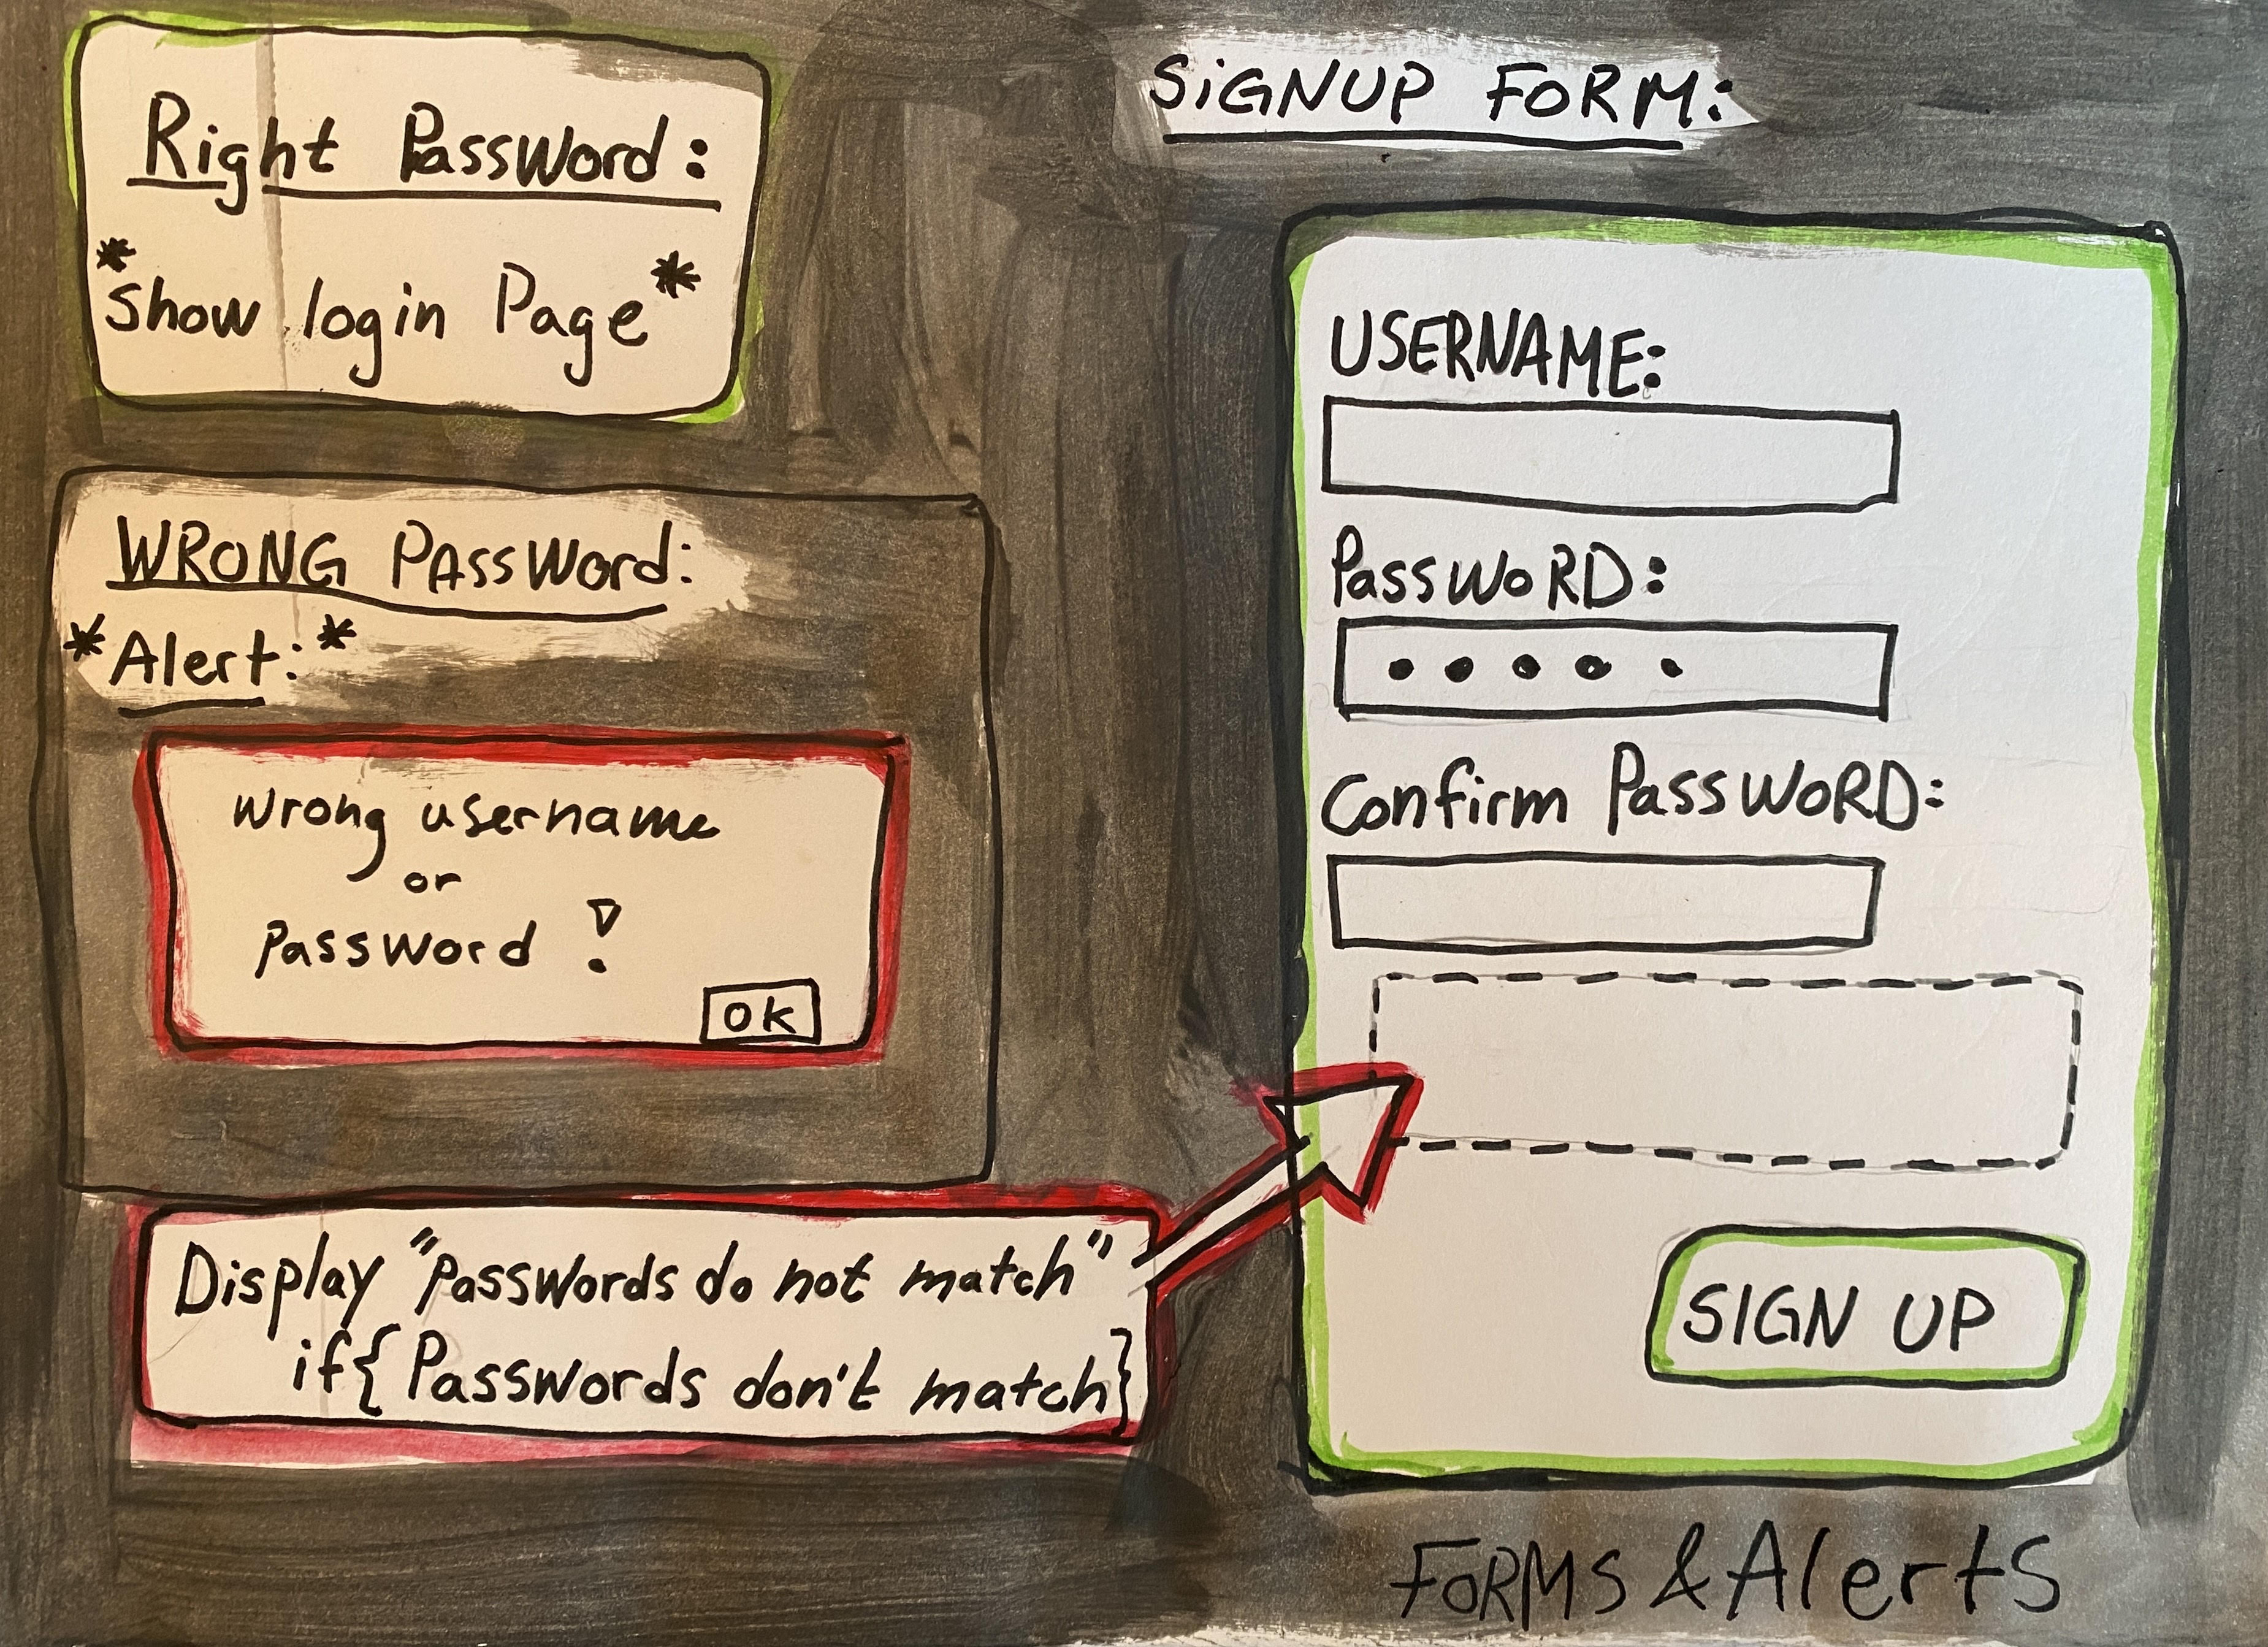 Right Password:
*Show login Page*
WRONG PASSWord:
*Alert:*
wrong username
or
Password !
OK
Display "Passwords do not match"
if{Passwords don't match}
SiGNUP FORM:
USERNAME:
PassWoRD:
Confirm PassWoRD:
SIGN UP
FoRMS & Alerts